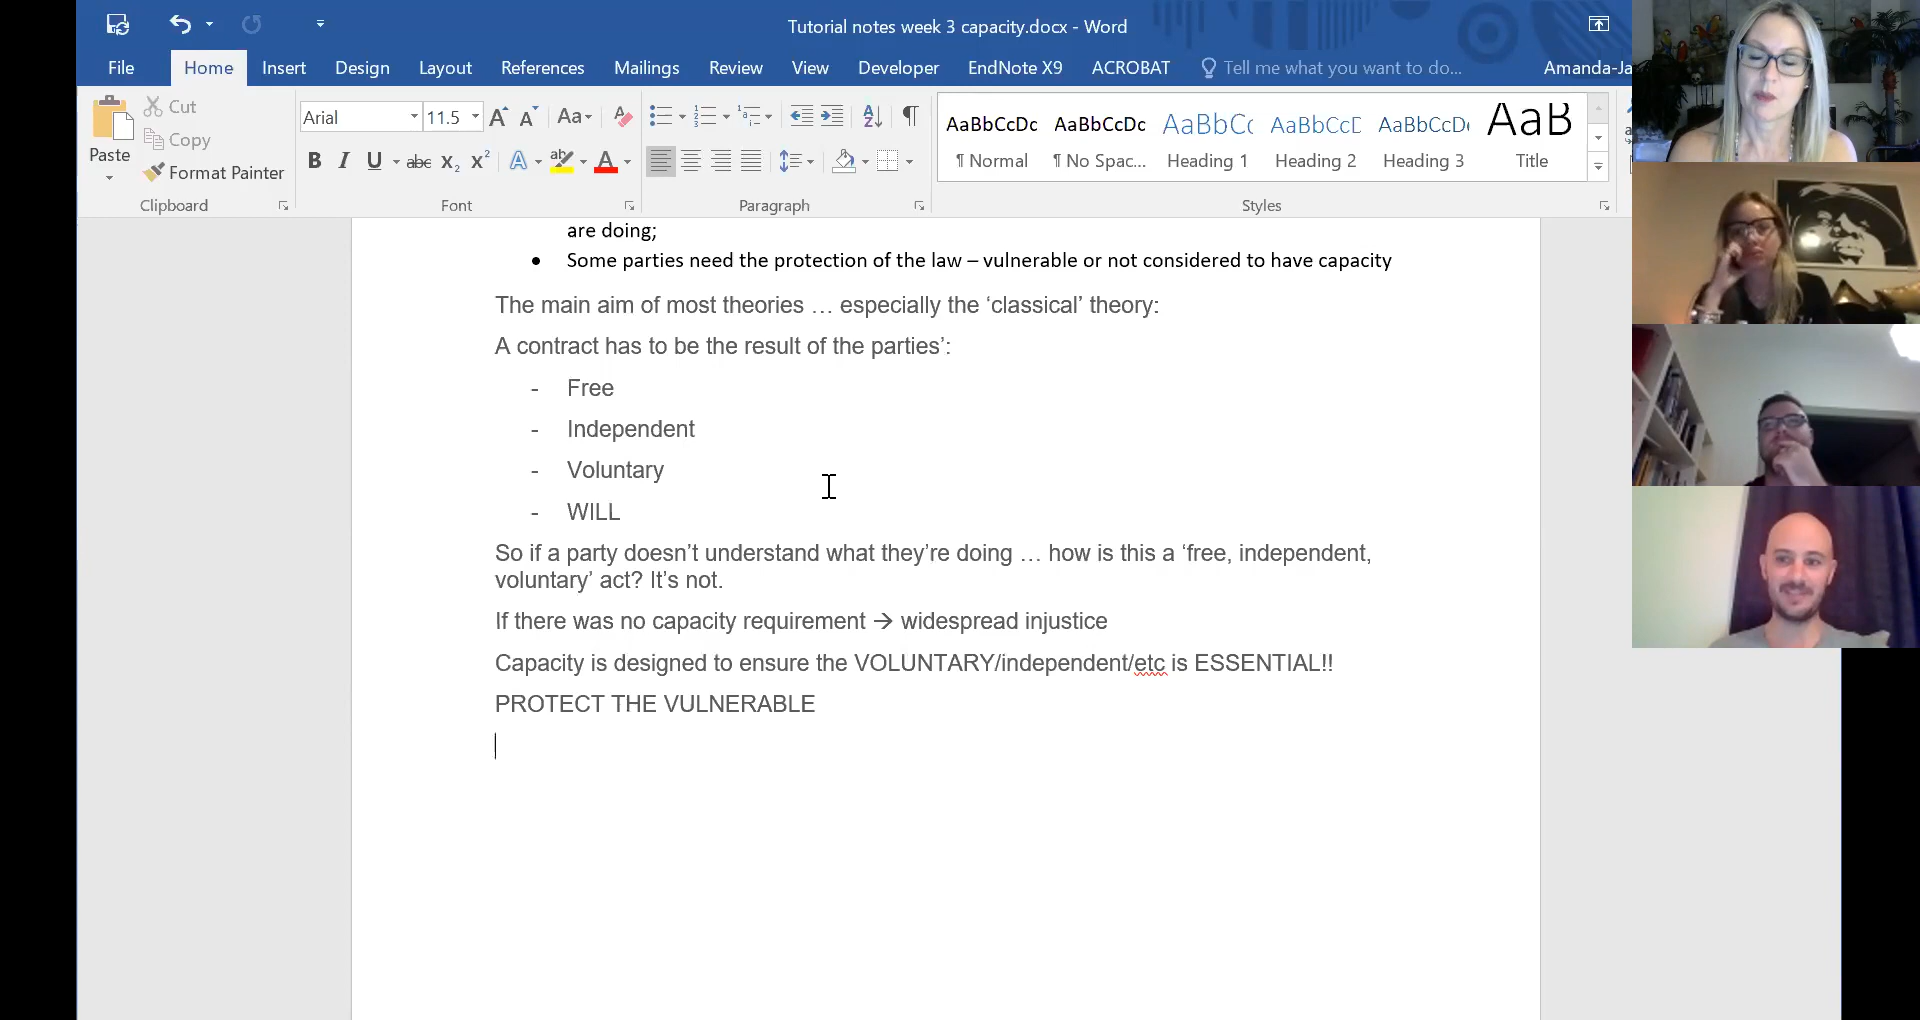 Tutorial notes week 3 capacity.docx - Word
File Home Insert Design Layout References Mailings Review View Developer EndNote X9 ACROBAT Tell me what you want to do... Amanda-Ja
Cut
Copy
Paste
Format Painter
Clipboard
Arial 11.5
Font
Paragraph
AaBbCcDc AaBbCcDc AaBbCc AaBbCcD AaBbCcDc AaB
¶ Normal ¶ No Spac... Heading 1 Heading 2 Heading 3 Title
Styles
are doing;
• Some parties need the protection of the law – vulnerable or not considered to have capacity
The main aim of most theories … especially the ‘classical’ theory:
A contract has to be the result of the parties’:
- Free
- Independent
- Voluntary
- WILL
So if a party doesn’t understand what they’re doing … how is this a ‘free, independent,
voluntary’ act? It’s not.
If there was no capacity requirement → widespread injustice
Capacity is designed to ensure the VOLUNTARY/independent/etc is ESSENTIAL!!
PROTECT THE VULNERABLE